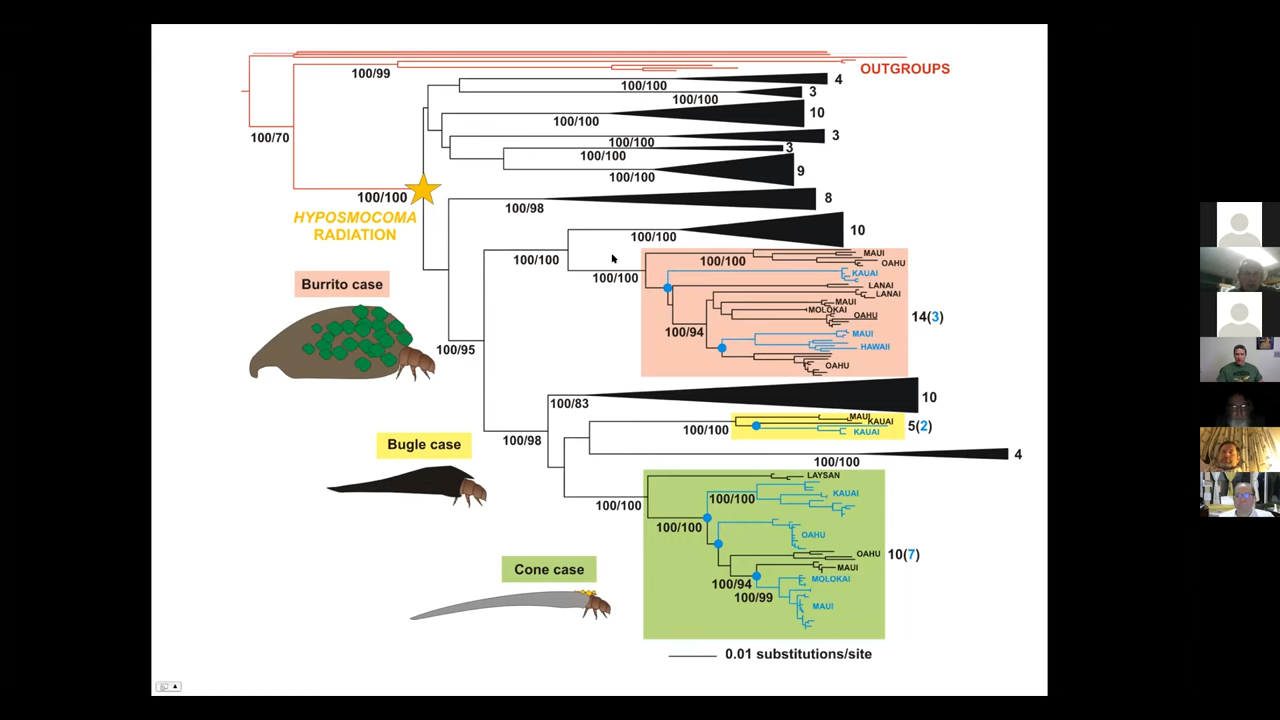 OUTGROUPS
100/99
4
100/100
3
100/100
10
100/100
100/70
3
100/100
3
100/100
9
100/100
100/100
HYPOSMOCOMA
RADIATION
8
100/98
10
100/100
100/100
100/100
MAUI
100/100
OAHU
KAUAI
LANAI
LANAI
MAUI
MOLOKAI
OAHU
14(3)
100/94
MAUI
HAWAII
OAHU
Burrito case
100/95
10
100/83
MAUI
KAUAI
5(2)
100/100
KAUAI
100/98
Bugle case
4
100/100
LAYSAN
100/100
100/100
KAUAI
100/100
OAHU
OAHU
10(7)
MAUI
Cone case
100/94
MOLOKAI
100/99
MAUI
0.01 substitutions/site